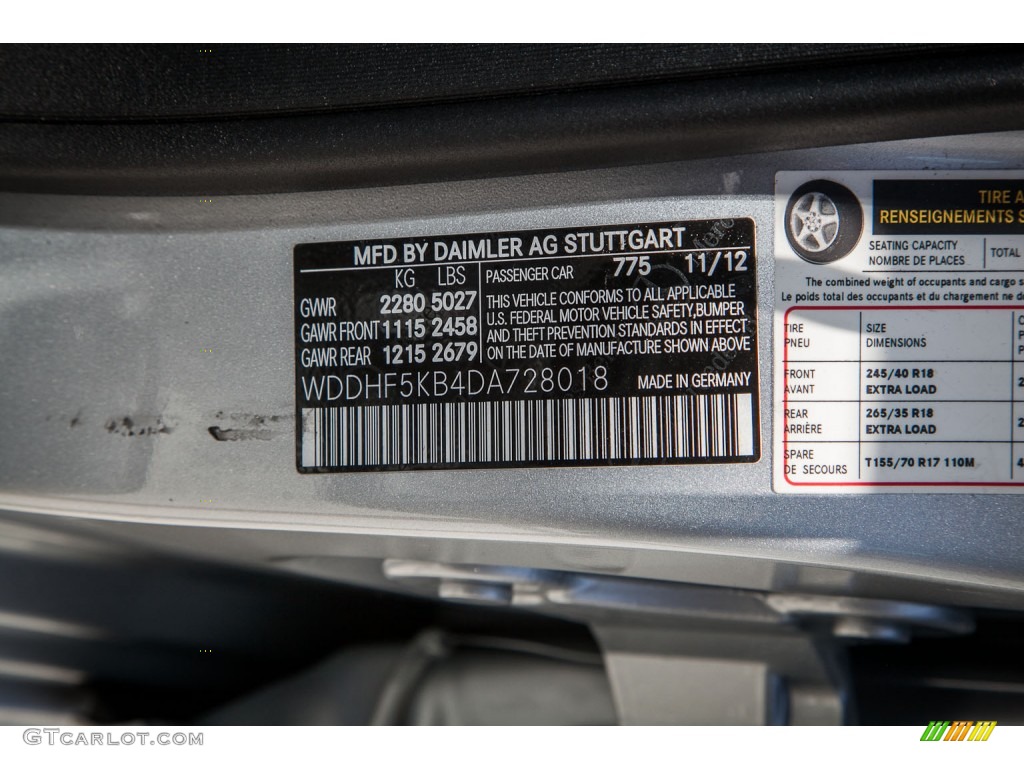 MFD BY DAIMLER AG STUTTGART
KG LBS PASSENGER CAR 775 11/12
GVWR 2280 5027
GAWR FRONT 1115 2458
GAWR REAR 1215 2679
THIS VEHICLE CONFORMS TO ALL APPLICABLE
U.S. FEDERAL MOTOR VEHICLE SAFETY, BUMPER
AND THEFT PREVENTION STANDARDS IN EFFECT
ON THE DATE OF MANUFACTURE SHOWN ABOVE
WDDHF5KB4DA728018 MADE IN GERMANY
TIRE A
RENSEIGNEMENTS S
SEATING CAPACITY
NOMBRE DE PLACES
TOTAL
The combined weight of occupants and cargo s
Le poids total des occupants et du chargement ne d
TIRE SIZE
PNEU DIMENSIONS
FRONT 245/40 R18
AVANT EXTRA LOAD
REAR 265/35 R18
ARRIÈRE EXTRA LOAD
SPARE
DE SECOURS T155/70 R17 110M
GTCARLOT.COM